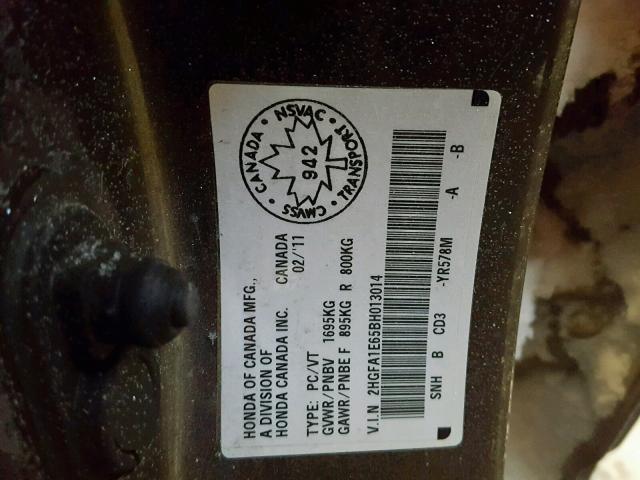 HONDA OF CANADA MFG.,
A DIVISION OF
HONDA CANADA INC. CANADA
02/'11
TYPE: PC/VT
GVWR/PNBV 1695KG
GAWR/PNBE F 895KG R 800KG
V.I.N. 2HGFA1E65BH013014
SNH B CD3 -YR578M -A -B
CANADA · NSVAC · TRANSPORT · CMVSS ·
942